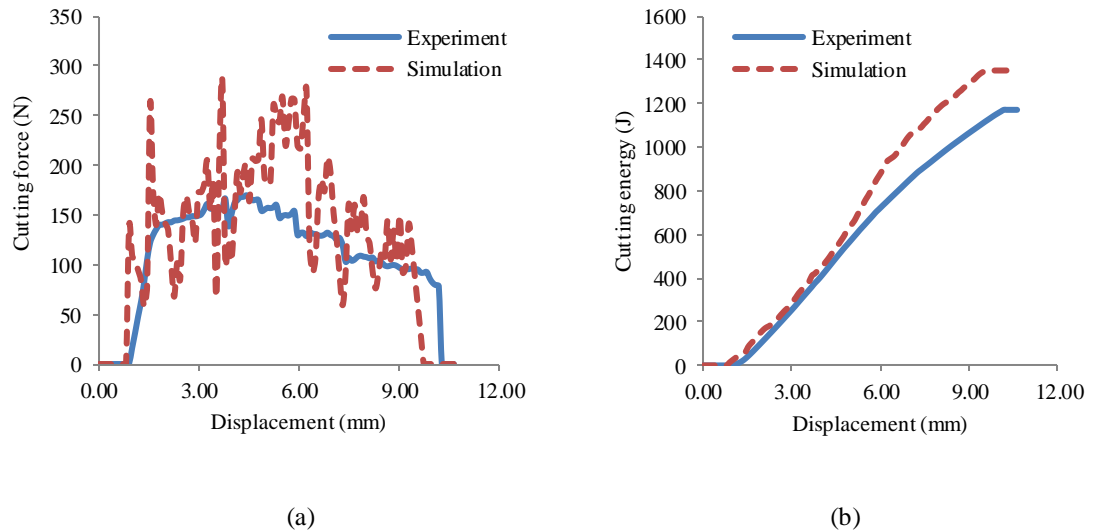 350
300
250
200
150
100
50
0
Cutting force (N)
Experiment
Simulation
0.00 3.00 6.00 9.00 12.00
Displacement (mm)
(a)
1600
1400
1200
1000
800
600
400
200
0
Cutting energy (J)
Experiment
Simulation
0.00 3.00 6.00 9.00 12.00
Displacement (mm)
(b)